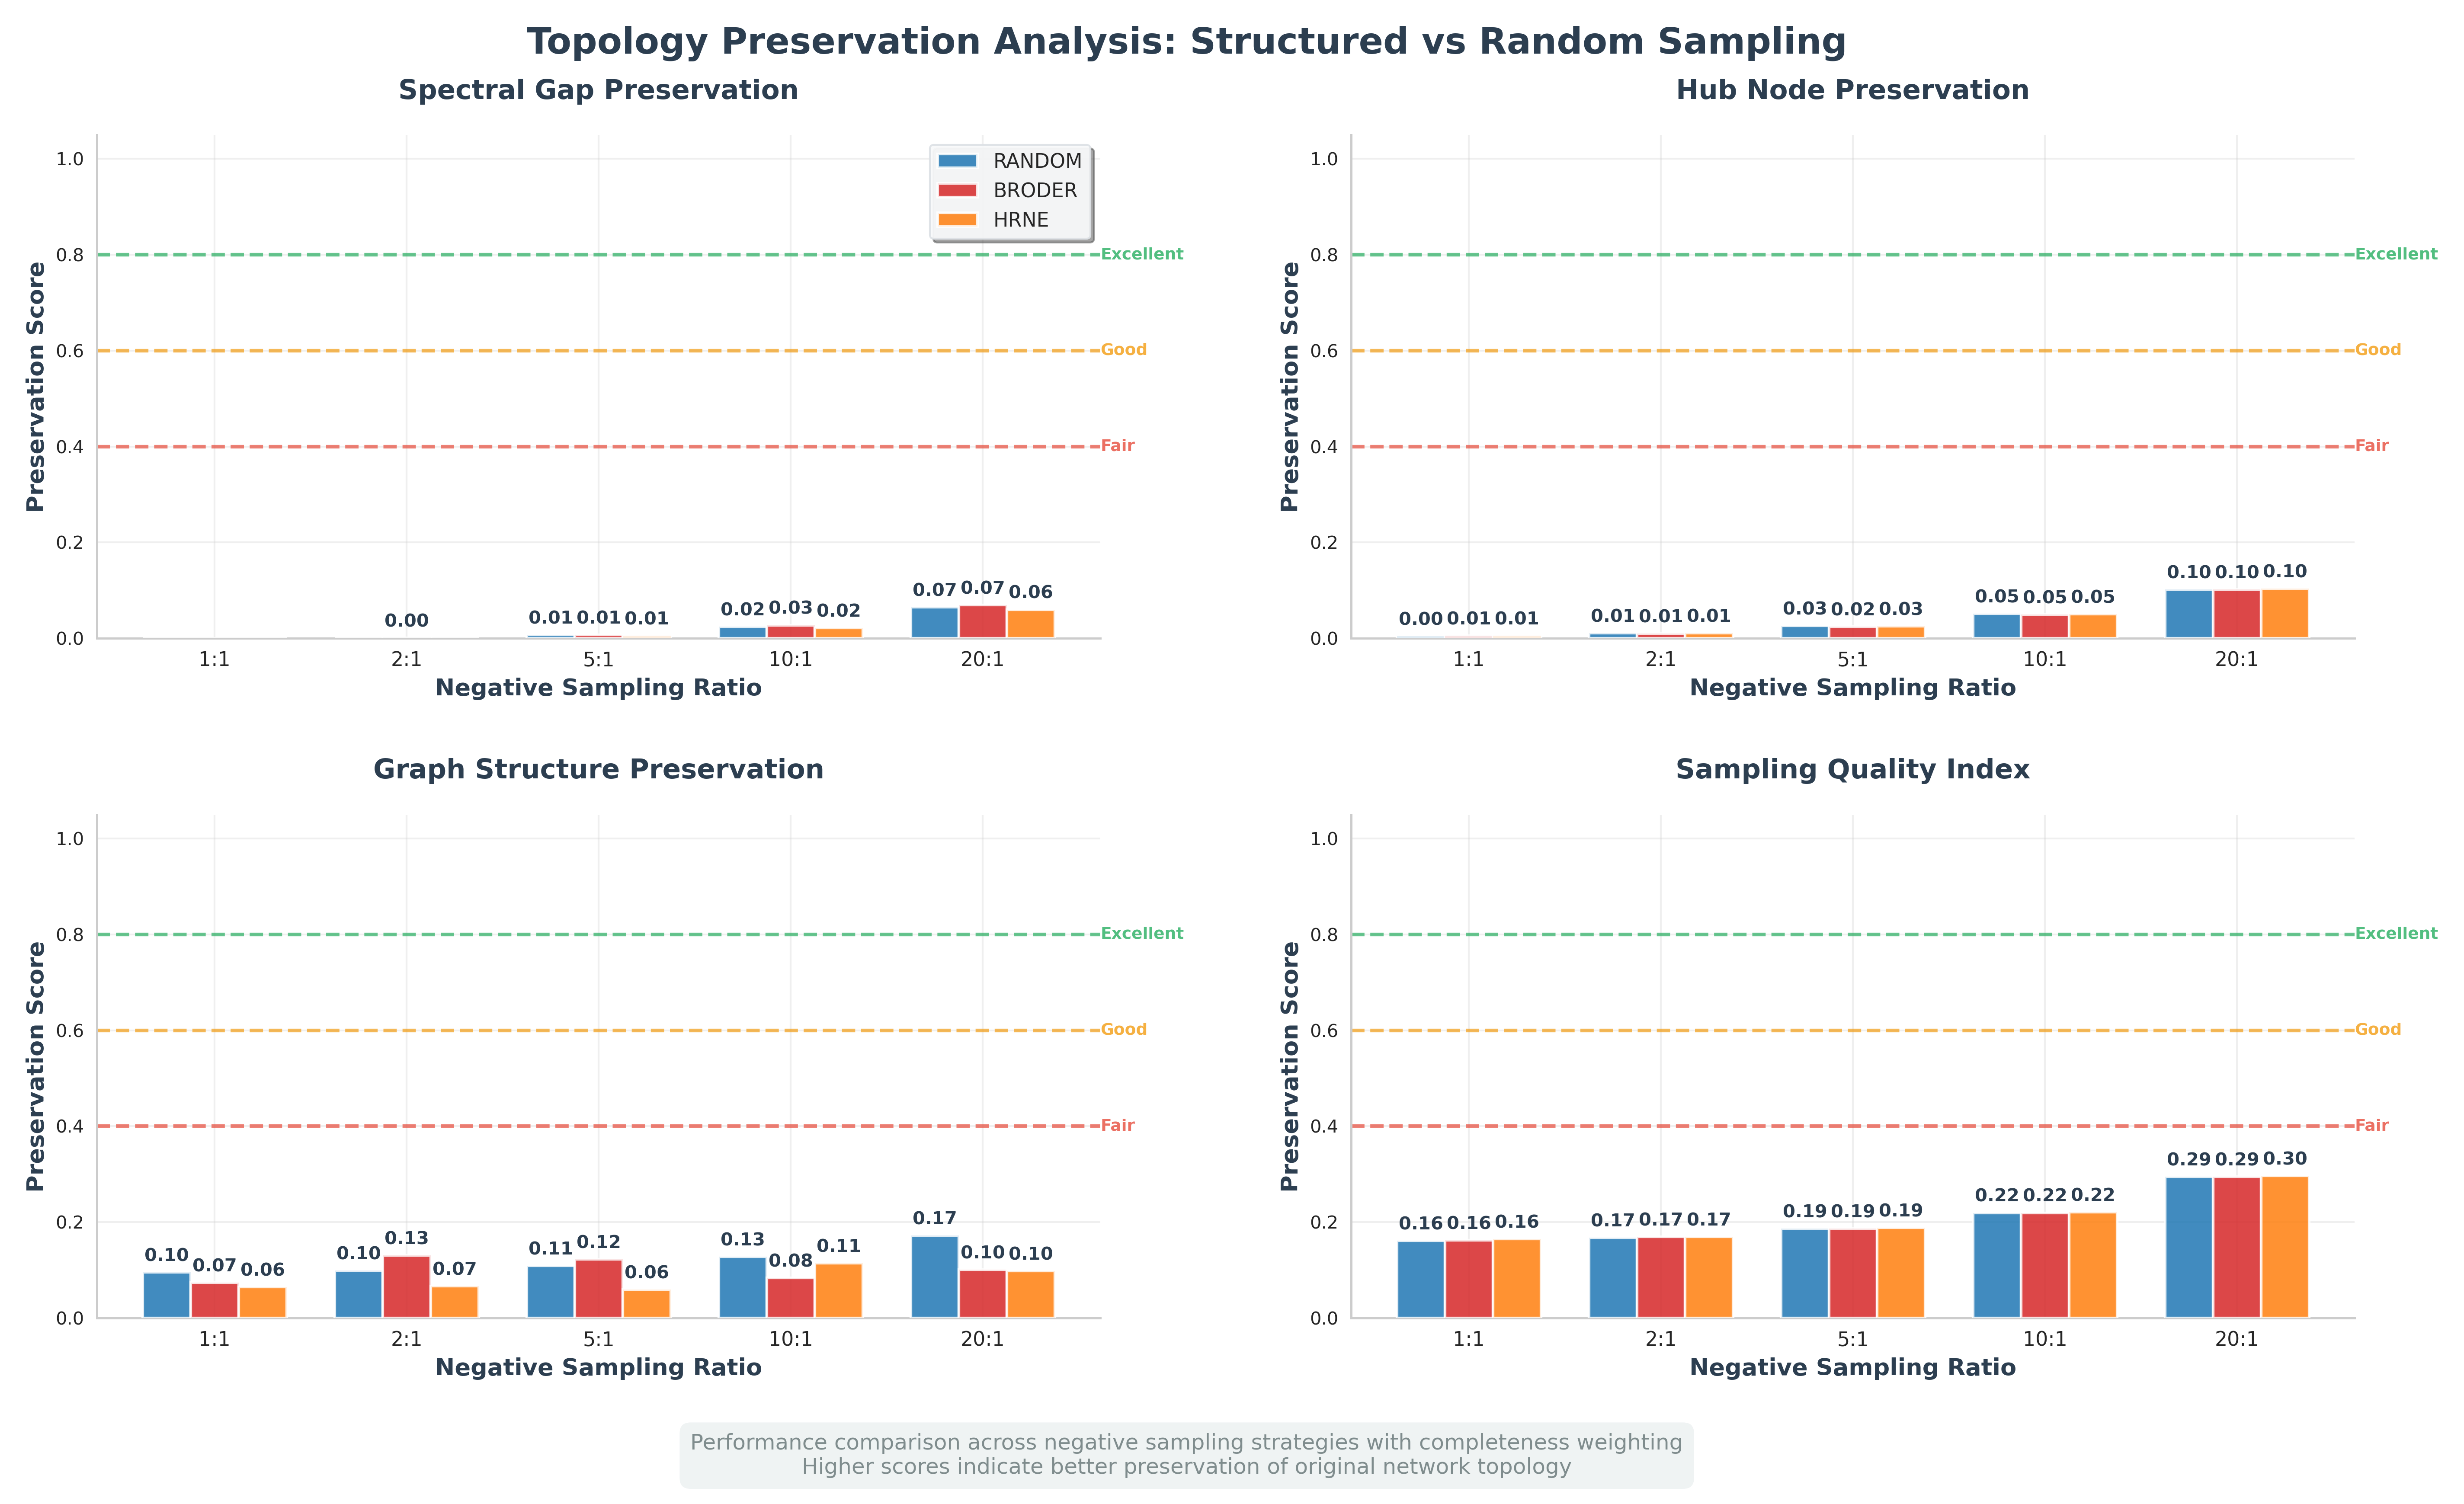 Topology Preservation Analysis: Structured vs Random Sampling
Spectral Gap Preservation
Preservation Score
1.0
0.8
0.6
0.4
0.2
0.0
RANDOM
BRODER
HRNE
Excellent
Good
Fair
0.00
0.01 0.01 0.01
0.02 0.03 0.02
0.07 0.07 0.06
1:1 2:1 5:1 10:1 20:1
Negative Sampling Ratio
Hub Node Preservation
Preservation Score
1.0
0.8
0.6
0.4
0.2
0.0
Excellent
Good
Fair
0.00 0.01 0.01
0.01 0.01 0.01
0.03 0.02 0.03
0.05 0.05 0.05
0.10 0.10 0.10
1:1 2:1 5:1 10:1 20:1
Negative Sampling Ratio
Graph Structure Preservation
Preservation Score
1.0
0.8
0.6
0.4
0.2
0.0
Excellent
Good
Fair
0.10 0.07 0.06
0.10 0.13 0.07
0.11 0.12 0.06
0.13 0.08 0.11
0.17 0.10 0.10
1:1 2:1 5:1 10:1 20:1
Negative Sampling Ratio
Sampling Quality Index
Preservation Score
1.0
0.8
0.6
0.4
0.2
0.0
Excellent
Good
Fair
0.16 0.16 0.16
0.17 0.17 0.17
0.19 0.19 0.19
0.22 0.22 0.22
0.29 0.29 0.30
1:1 2:1 5:1 10:1 20:1
Negative Sampling Ratio
Performance comparison across negative sampling strategies with completeness weighting
Higher scores indicate better preservation of original network topology